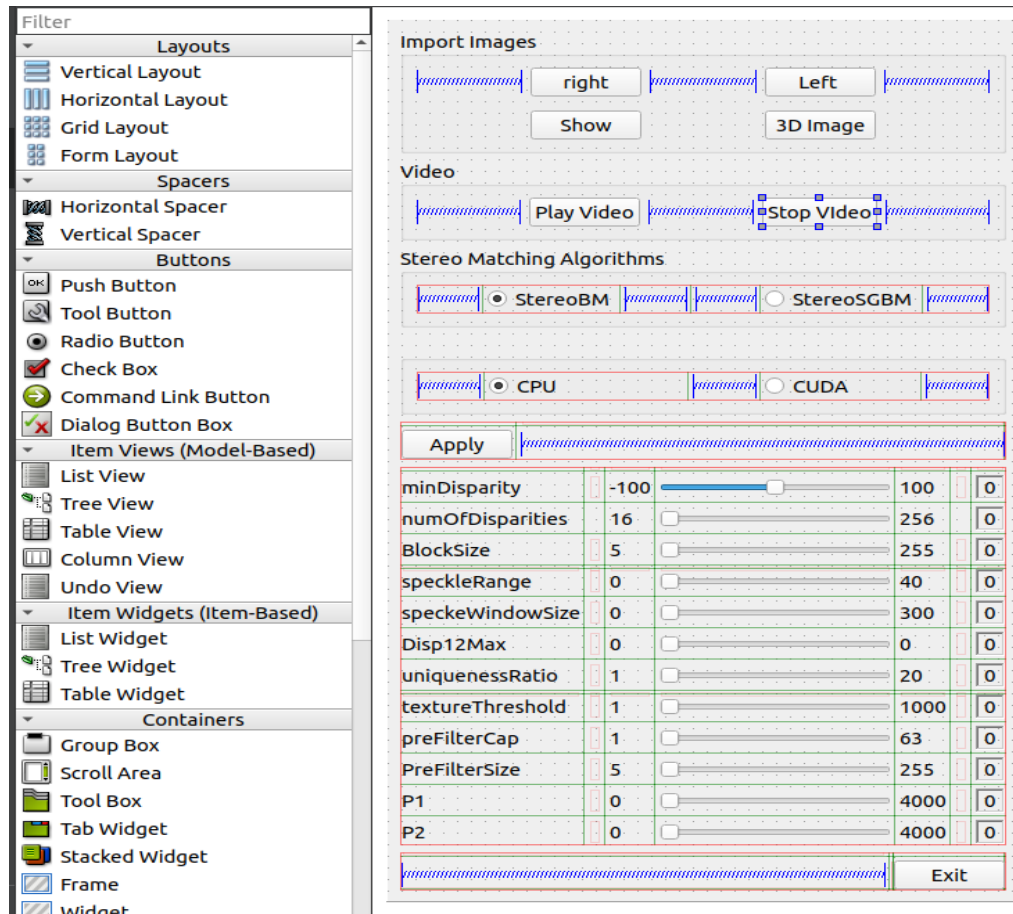 Filter
Layouts
Vertical Layout
Horizontal Layout
Grid Layout
Form Layout
Spacers
Horizontal Spacer
Vertical Spacer
Buttons
OK Push Button
Tool Button
Radio Button
Check Box
Command Link Button
Dialog Button Box
Item Views (Model-Based)
List View
Tree View
Table View
Column View
Undo View
Item Widgets (Item-Based)
List Widget
Tree Widget
Table Widget
Containers
Group Box
Scroll Area
Tool Box
Tab Widget
Stacked Widget
Frame
Widget
Import Images
right Left
Show 3D Image
Video
Play Video Stop VIdeo
Stereo Matching Algorithms
StereoBM StereoSGBM
CPU CUDA
Apply
minDisparity -100 100 0
numOfDisparities 16 256 0
BlockSize 5 255 0
speckleRange 0 40 0
speckeWindowSize 0 300 0
Disp12Max 0 0 0
uniquenessRatio 1 20 0
textureThreshold 1 1000 0
preFilterCap 1 63 0
PreFilterSize 5 255 0
P1 0 4000 0
P2 0 4000 0
Exit